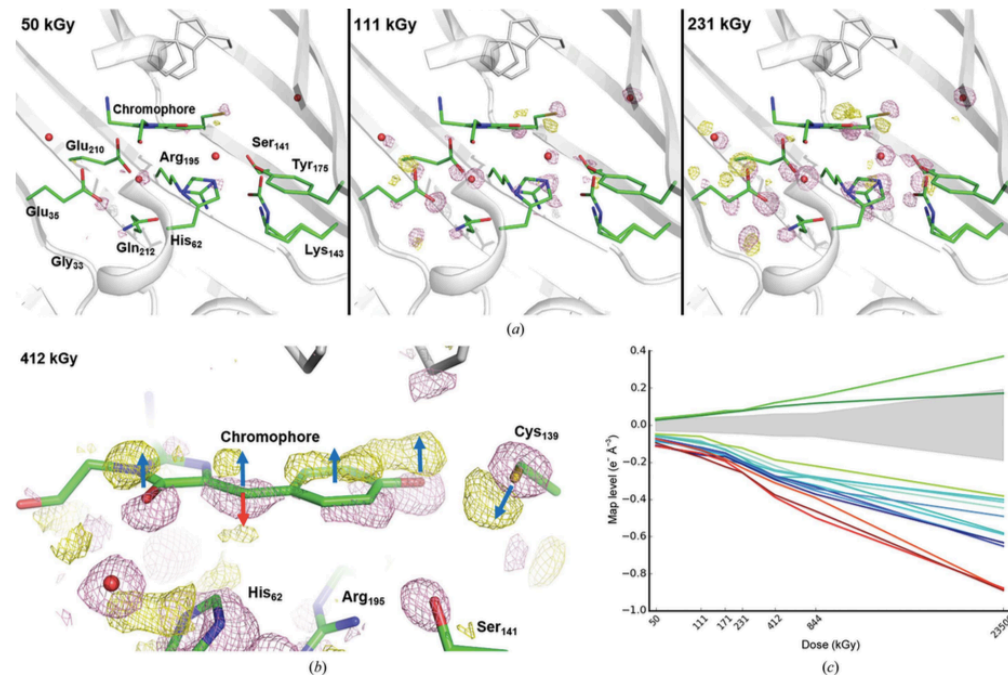 50 kGy
111 kGy
231 kGy
Chromophore
Glu210
Arg195
Ser141
Tyr175
Glu35
Gln212
His62
Gly33
Lys143
(a)
412 kGy
Chromophore
Cys139
His62
Arg195
Ser141
(b)
Map level (e⁻ Å⁻³)
0.4
0.2
0.0
−0.2
−0.4
−0.6
−0.8
−1.0
50
111
171
231
412
844
2350
Dose (kGy)
(c)